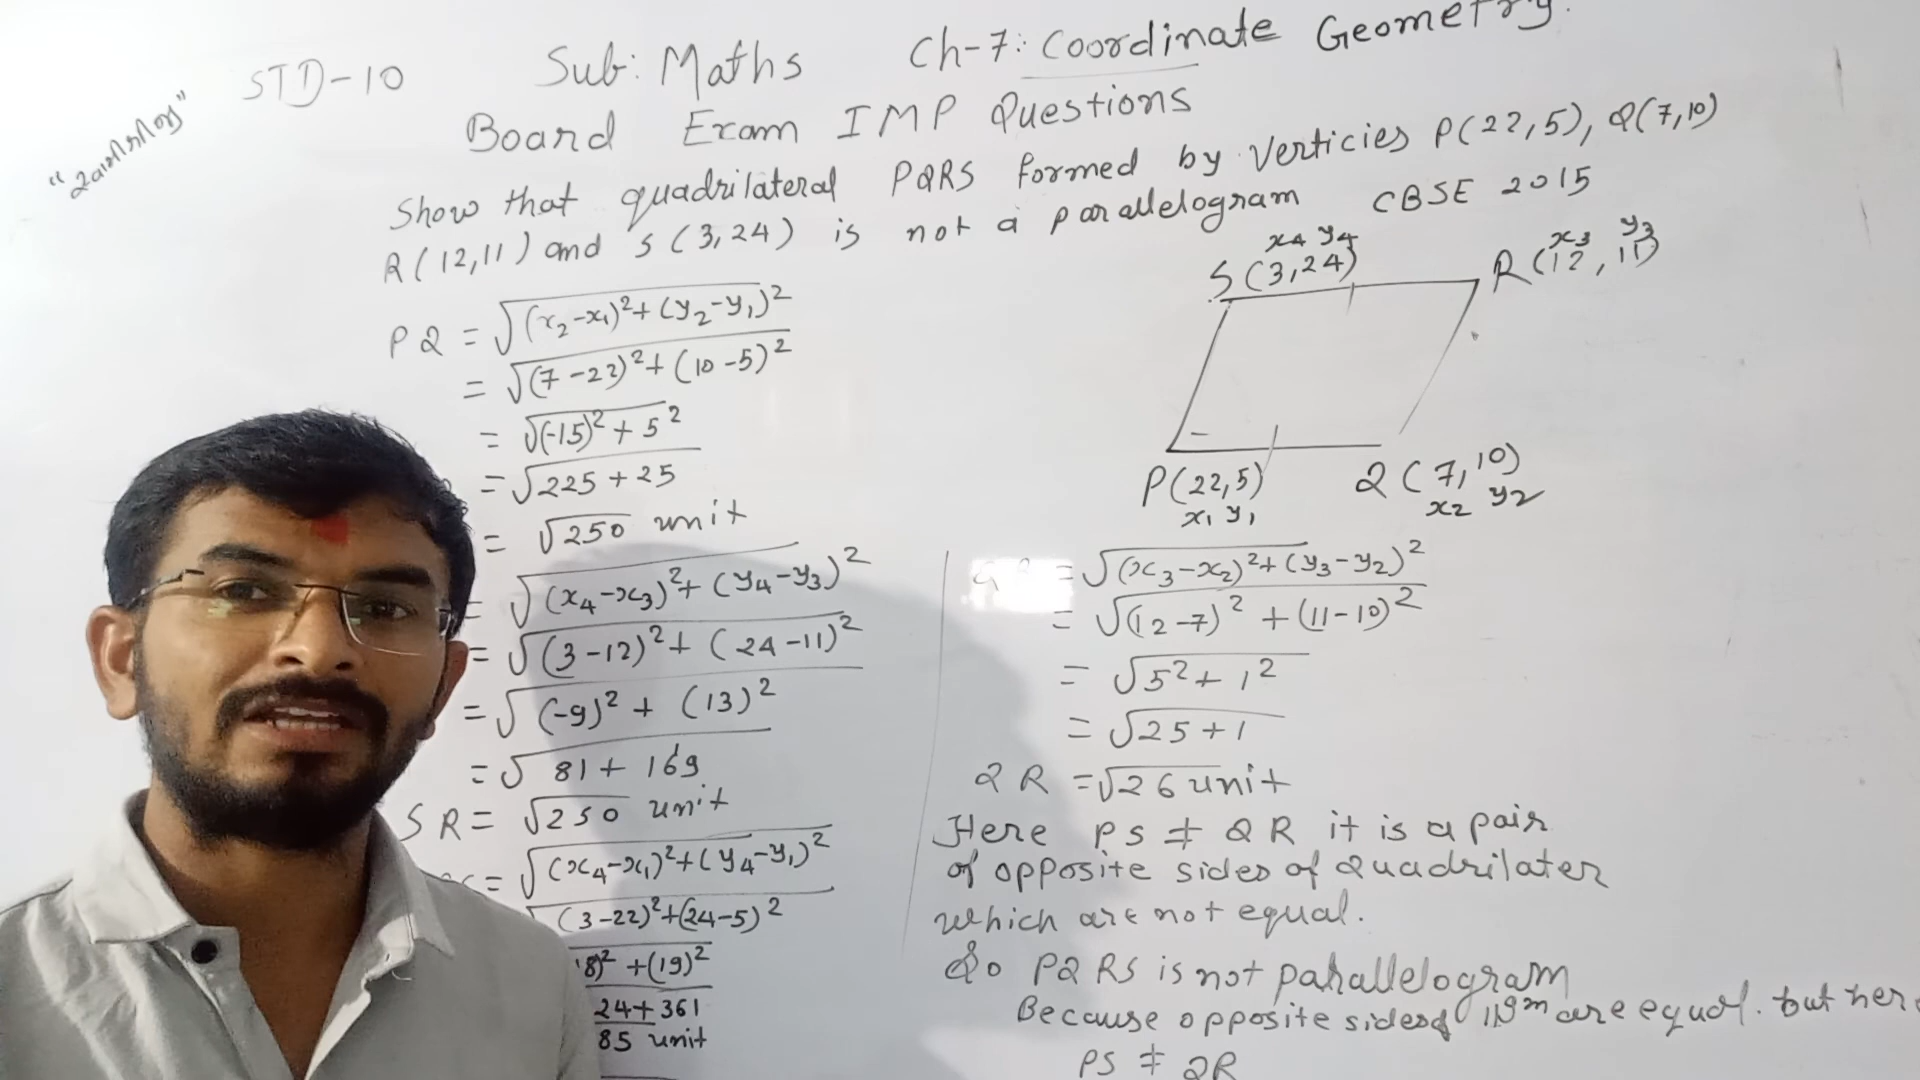 STD-10 Sub: Maths Ch-7: Coordinate Geometry.
Board Exam IMP Questions
Show that quadrilateral PQRS formed by verticies P(22,5), Q(7,10)
R(12,11) and S(3,24) is not a parallelogram CBSE 2015
x4 y4
S(3,24)
x3 , y3
R(12,11)
P(22,5)
x1 y1
Q(7,10)
x2 y2
PQ = √(x2-x1)²+(y2-y1)²
= √(7-22)²+(10-5)²
= √(-15)²+5²
= √225+25
= √250 unit
= √(x4-x3)²+(y4-y3)²
= √(3-12)²+(24-11)²
= √(-9)²+(13)²
= √81+169
SR = √250 unit
= √(x4-x1)²+(y4-y1)²
(3-22)²+(24-5)²
8)²+(19)²
24+361
85 unit
= √(x3-x2)²+(y3-y2)²
= √(12-7)²+(11-10)²
= √5²+1²
= √25+1
QR = √26 unit
Here PS ≠ QR it is a pair
of opposite sides of Quadrilater
which are not equal.
So PQRS is not parallelogram
Because opposite sides of ||gm are equal. but her
PS ≠ QR